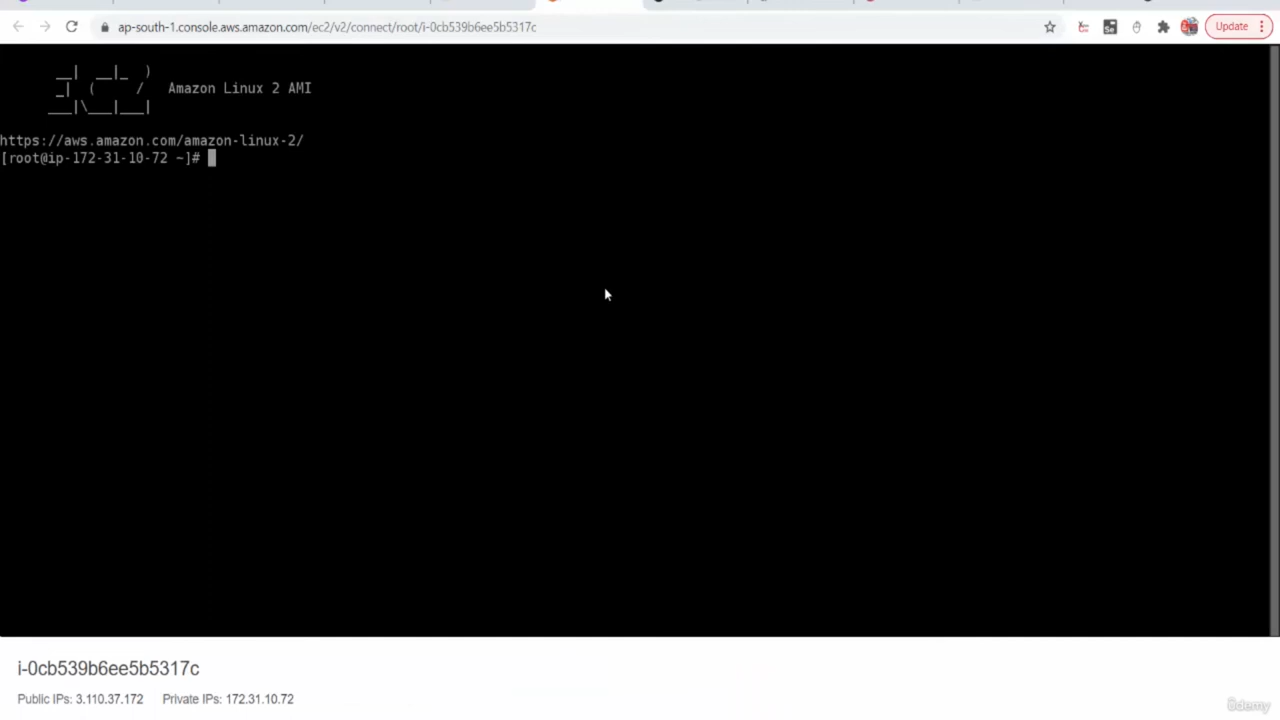 ap-south-1.console.aws.amazon.com/ec2/v2/connect/root/i-0cb539b6ee5b5317c
Update
Se
__|  __|_  )
_|  (     /   Amazon Linux 2 AMI
___|\___|___|
https://aws.amazon.com/amazon-linux-2/
[root@ip-172-31-10-72 ~]#
i-0cb539b6ee5b5317c
Public IPs: 3.110.37.172 Private IPs: 172.31.10.72
Udemy